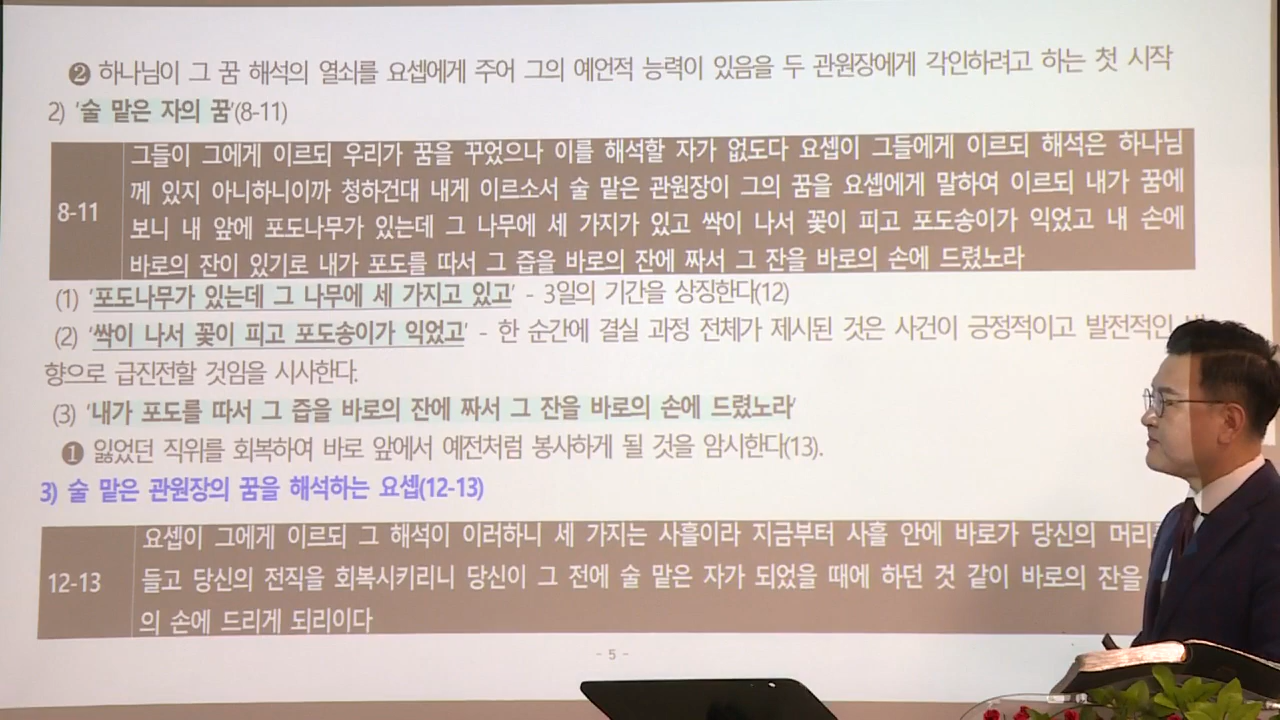 ❷ 하나님이 그 꿈 해석의 열쇠를 요셉에게 주어 그의 예언적 능력이 있음을 두 관원장에게 각인하려고 하는 첫 시작
2) '술 맡은 자의 꿈'(8-11)
그들이 그에게 이르되 우리가 꿈을 꾸었으나 이를 해석할 자가 없도다 요셉이 그들에게 이르되 해석은 하나님
께 있지 아니하니이까 청하건대 내게 이르소서 술 맡은 관원장이 그의 꿈을 요셉에게 말하여 이르되 내가 꿈에
8-11
보니 내 앞에 포도나무가 있는데 그 나무에 세 가지가 있고 싹이 나서 꽃이 피고 포도송이가 익었고 내 손에
바로의 잔이 있기로 내가 포도를 따서 그 즙을 바로의 잔에 짜서 그 잔을 바로의 손에 드렸노라
(1) '포도나무가 있는데 그 나무에 세 가지고 있고' - 3일의 기간을 상징한다(12)
(2) '싹이 나서 꽃이 피고 포도송이가 익었고' - 한 순간에 결실 과정 전체가 제시된 것은 사건이 긍정적이고 발전적인
향으로 급진전할 것임을 시사한다.
(3) '내가 포도를 따서 그 즙을 바로의 잔에 짜서 그 잔을 바로의 손에 드렸노라'
❶ 잃었던 직위를 회복하여 바로 앞에서 예전처럼 봉사하게 될 것을 암시한다(13).
3) 술 맡은 관원장의 꿈을 해석하는 요셉(12-13)
요셉이 그에게 이르되 그 해석이 이러하니 세 가지는 사흘이라 지금부터 사흘 안에 바로가 당신의 머리
12-13
들고 당신의 전직을 회복시키리니 당신이 그 전에 술 맡은 자가 되었을 때에 하던 것 같이 바로의 잔을
의 손에 드리게 되리이다
- 5 -